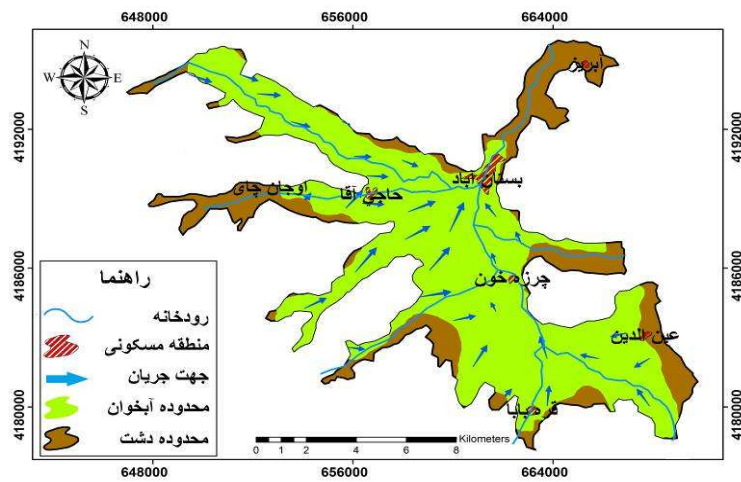 648000 656000 664000
N
W E
S
آبریز
4192000 4192000
بستان آباد
حاجي آقا
اوجان چای
4186000 4186000
چرزه خون
عین الدین
قره بابا
4180000 4180000
راهنما
رودخانه
منطقه مسکونی
جهت جریان
محدوده آبخوان
محدوده دشت
0 1 2 4 6 8 Kilometers
648000 656000 664000